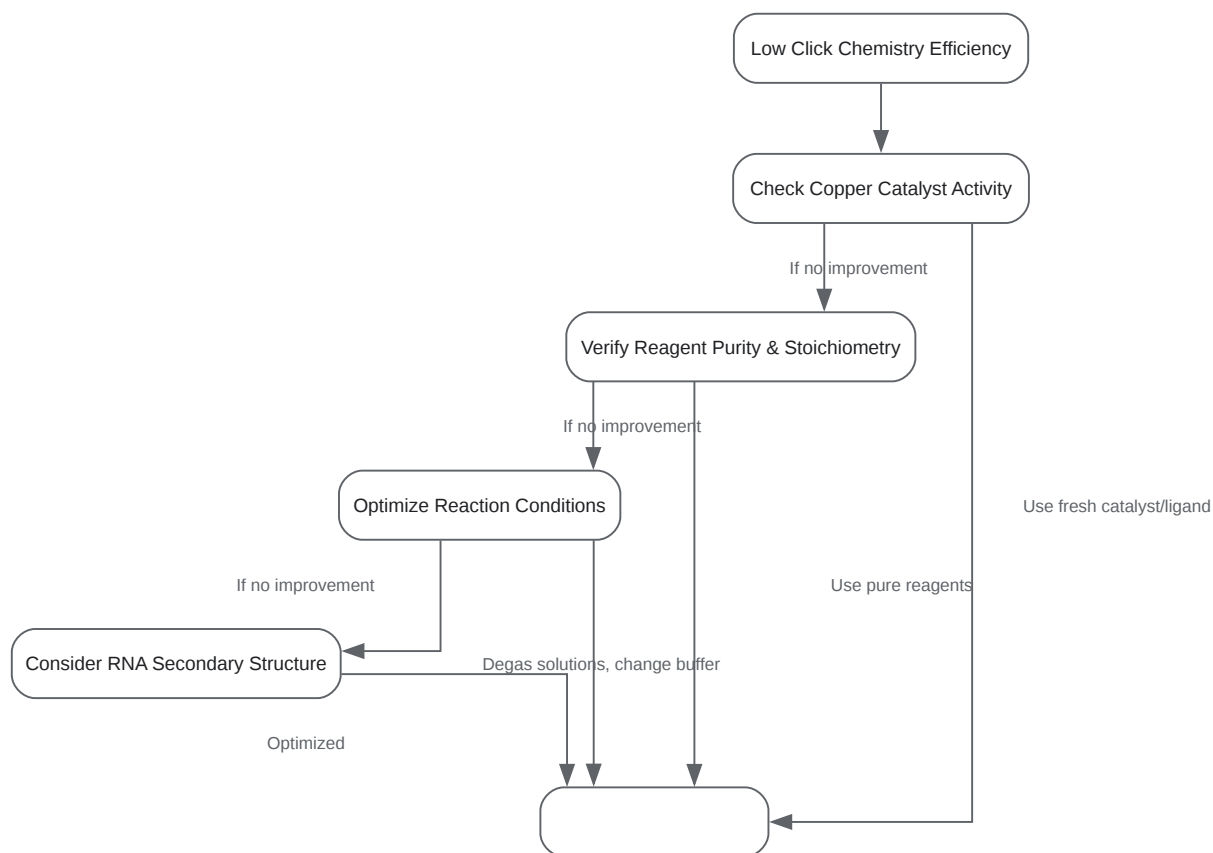 Low Click Chemistry Efficiency
Check Copper Catalyst Activity
If no improvement
Verify Reagent Purity & Stoichiometry
If no improvement
Optimize Reaction Conditions
Use fresh catalyst/ligand
If no improvement
Use pure reagents
Consider RNA Secondary Structure
Degas solutions, change buffer
Optimized